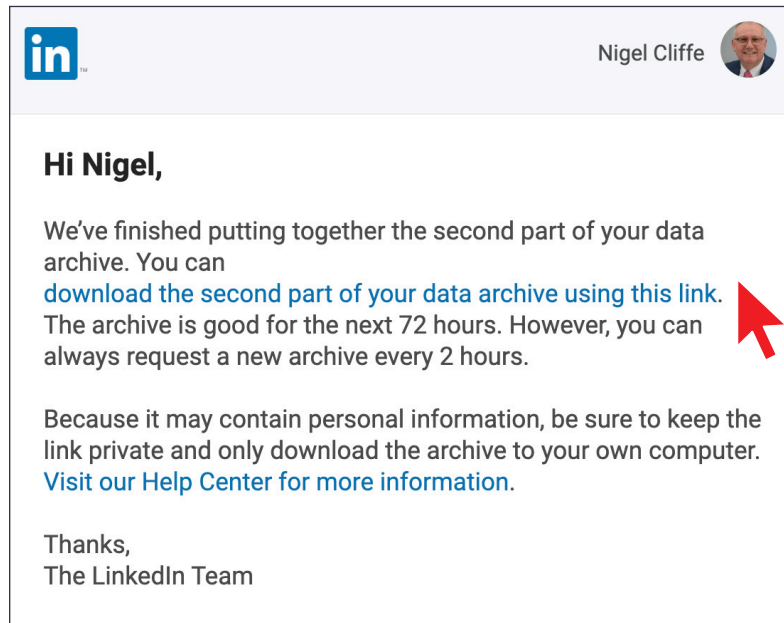 in
TM
Nigel Cliffe
Hi Nigel,
We’ve finished putting together the second part of your data
archive. You can
download the second part of your data archive using this link.
The archive is good for the next 72 hours. However, you can
always request a new archive every 2 hours.
Because it may contain personal information, be sure to keep the
link private and only download the archive to your own computer.
Visit our Help Center for more information.
Thanks,
The LinkedIn Team